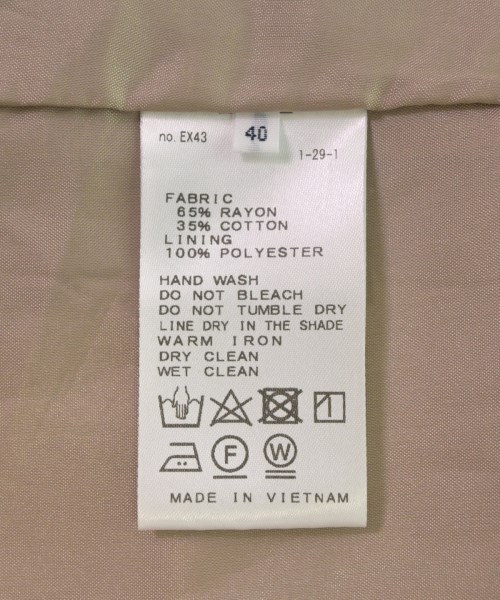 no. EX43
40
1-29-1
FABRIC
65% RAYON
35% COTTON
LINING
100% POLYESTER
HAND WASH
DO NOT BLEACH
DO NOT TUMBLE DRY
LINE DRY IN THE SHADE
WARM IRON
DRY CLEAN
WET CLEAN
F W
MADE IN VIETNAM